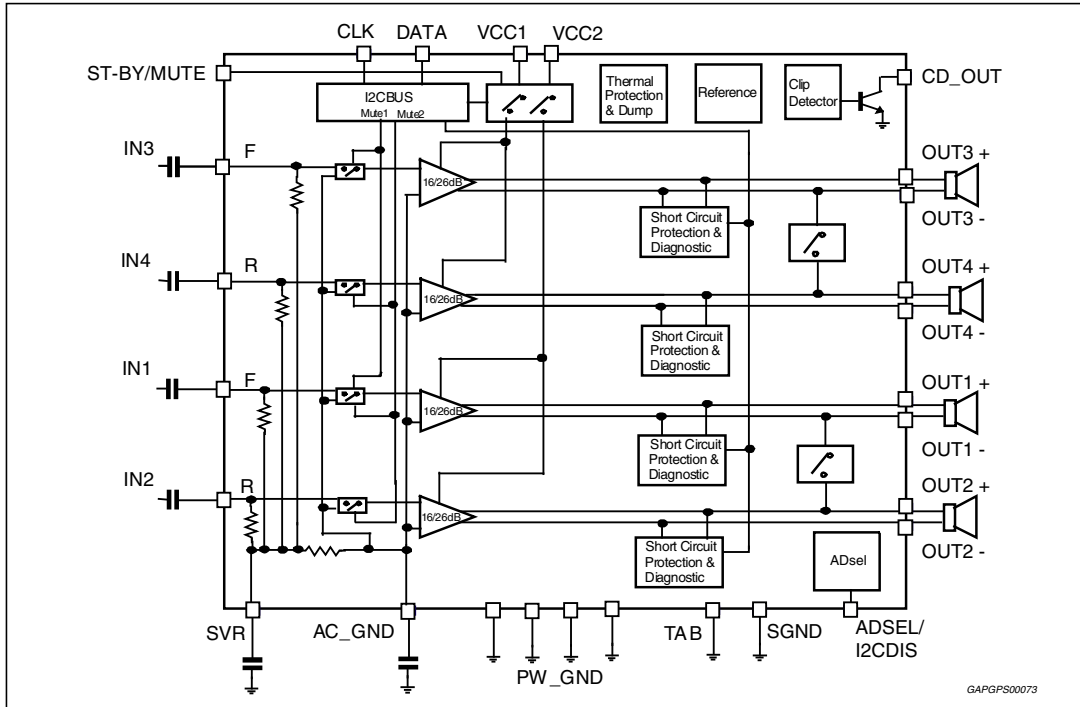 CLK
DATA
VCC1
VCC2
ST-BY/MUTE
CD_OUT
I2CBUS
Mute1
Mute2
Thermal
Protection
& Dump
Reference
Clip
Detector
IN3
F
16/26dB
OUT3 +
OUT3 -
Short Circuit
Protection &
Diagnostic
IN4
R
16/26dB
OUT4 +
OUT4 -
Short Circuit
Protection &
Diagnostic
IN1
F
16/26dB
OUT1 +
OUT1 -
Short Circuit
Protection &
Diagnostic
IN2
R
16/26dB
OUT2 +
OUT2 -
Short Circuit
Protection &
Diagnostic
ADsel
SVR
AC_GND
PW_GND
TAB
SGND
ADSEL/
I2CDIS
GAPGPS00073